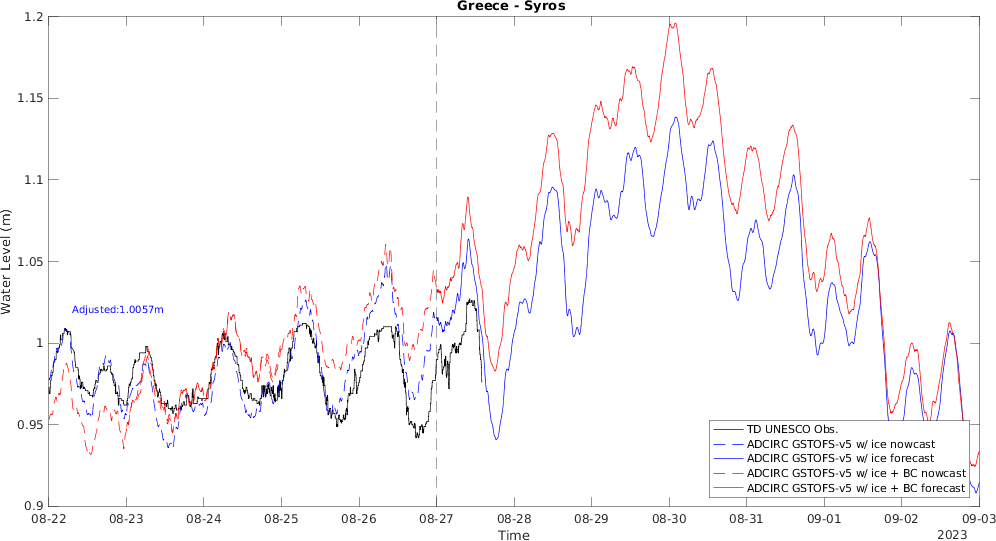 Greece - Syros
1.2
1.15
1.1
1.05
1
0.95
0.9
Water Level (m)
Adjusted:1.0057m
TD UNESCO Obs.
ADCIRC GSTOFS-v5 w/ ice nowcast
ADCIRC GSTOFS-v5 w/ ice forecast
ADCIRC GSTOFS-v5 w/ ice + BC nowcast
ADCIRC GSTOFS-v5 w/ ice + BC forecast
08-22 08-23 08-24 08-25 08-26 08-27 08-28 08-29 08-30 08-31 09-01 09-02 09-03
Time
2023